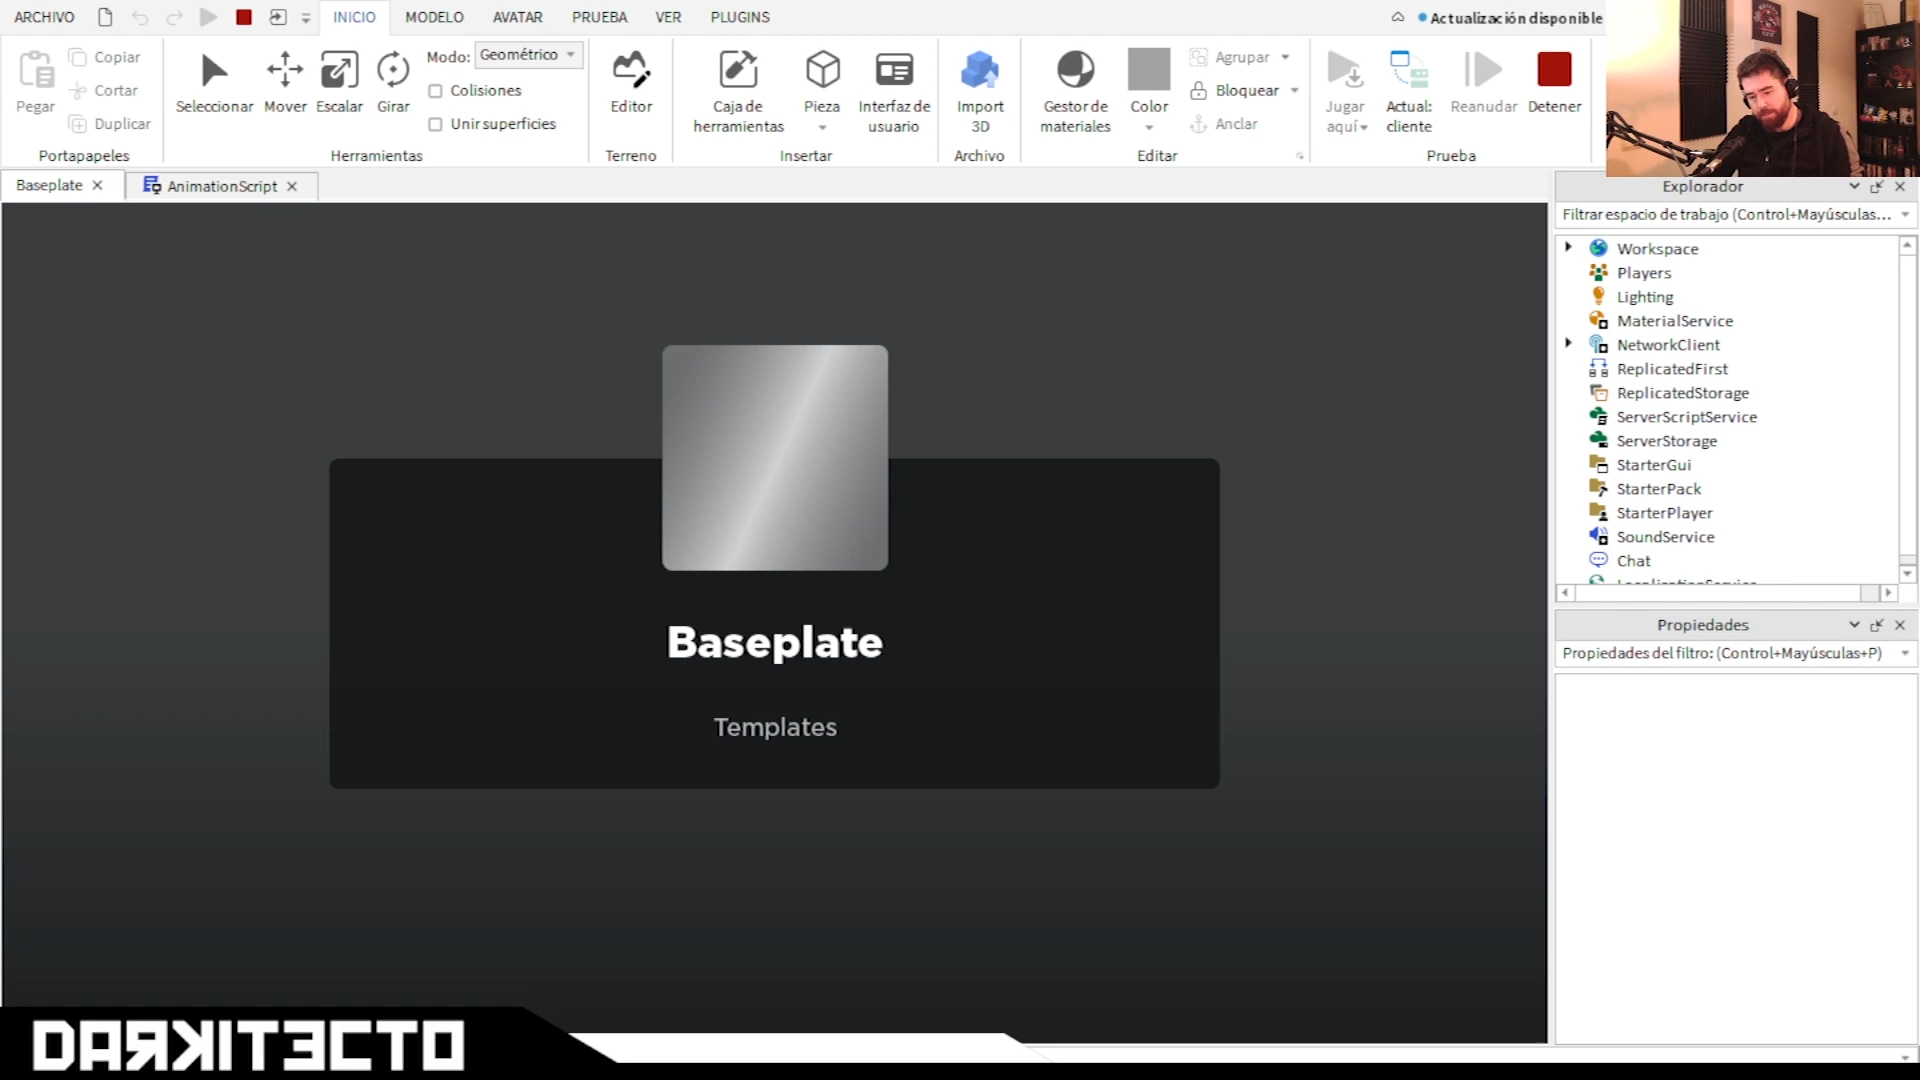 ARCHIVO
INICIO
MODELO
AVATAR
PRUEBA
VER
PLUGINS
Actualización disponible
Pegar
Copiar
Cortar
Duplicar
Portapapeles
Seleccionar
Mover
Escalar
Girar
Modo: Geométrico
Colisiones
Unir superficies
Herramientas
Editor
Terreno
Caja de
herramientas
Pieza
Interfaz de
usuario
Insertar
Import
3D
Archivo
Gestor de
materiales
Color
Agrupar
Bloquear
Anclar
Editar
Jugar
aquí
Actual:
cliente
Reanudar
Detener
Prueba
Baseplate
AnimationScript
Explorador
Filtrar espacio de trabajo (Control+Mayúsculas...
Workspace
Players
Lighting
MaterialService
NetworkClient
ReplicatedFirst
ReplicatedStorage
ServerScriptService
ServerStorage
StarterGui
StarterPack
StarterPlayer
SoundService
Chat
Propiedades
Propiedades del filtro: (Control+Mayúsculas+P)
Baseplate
Templates
DARKIT3CTO